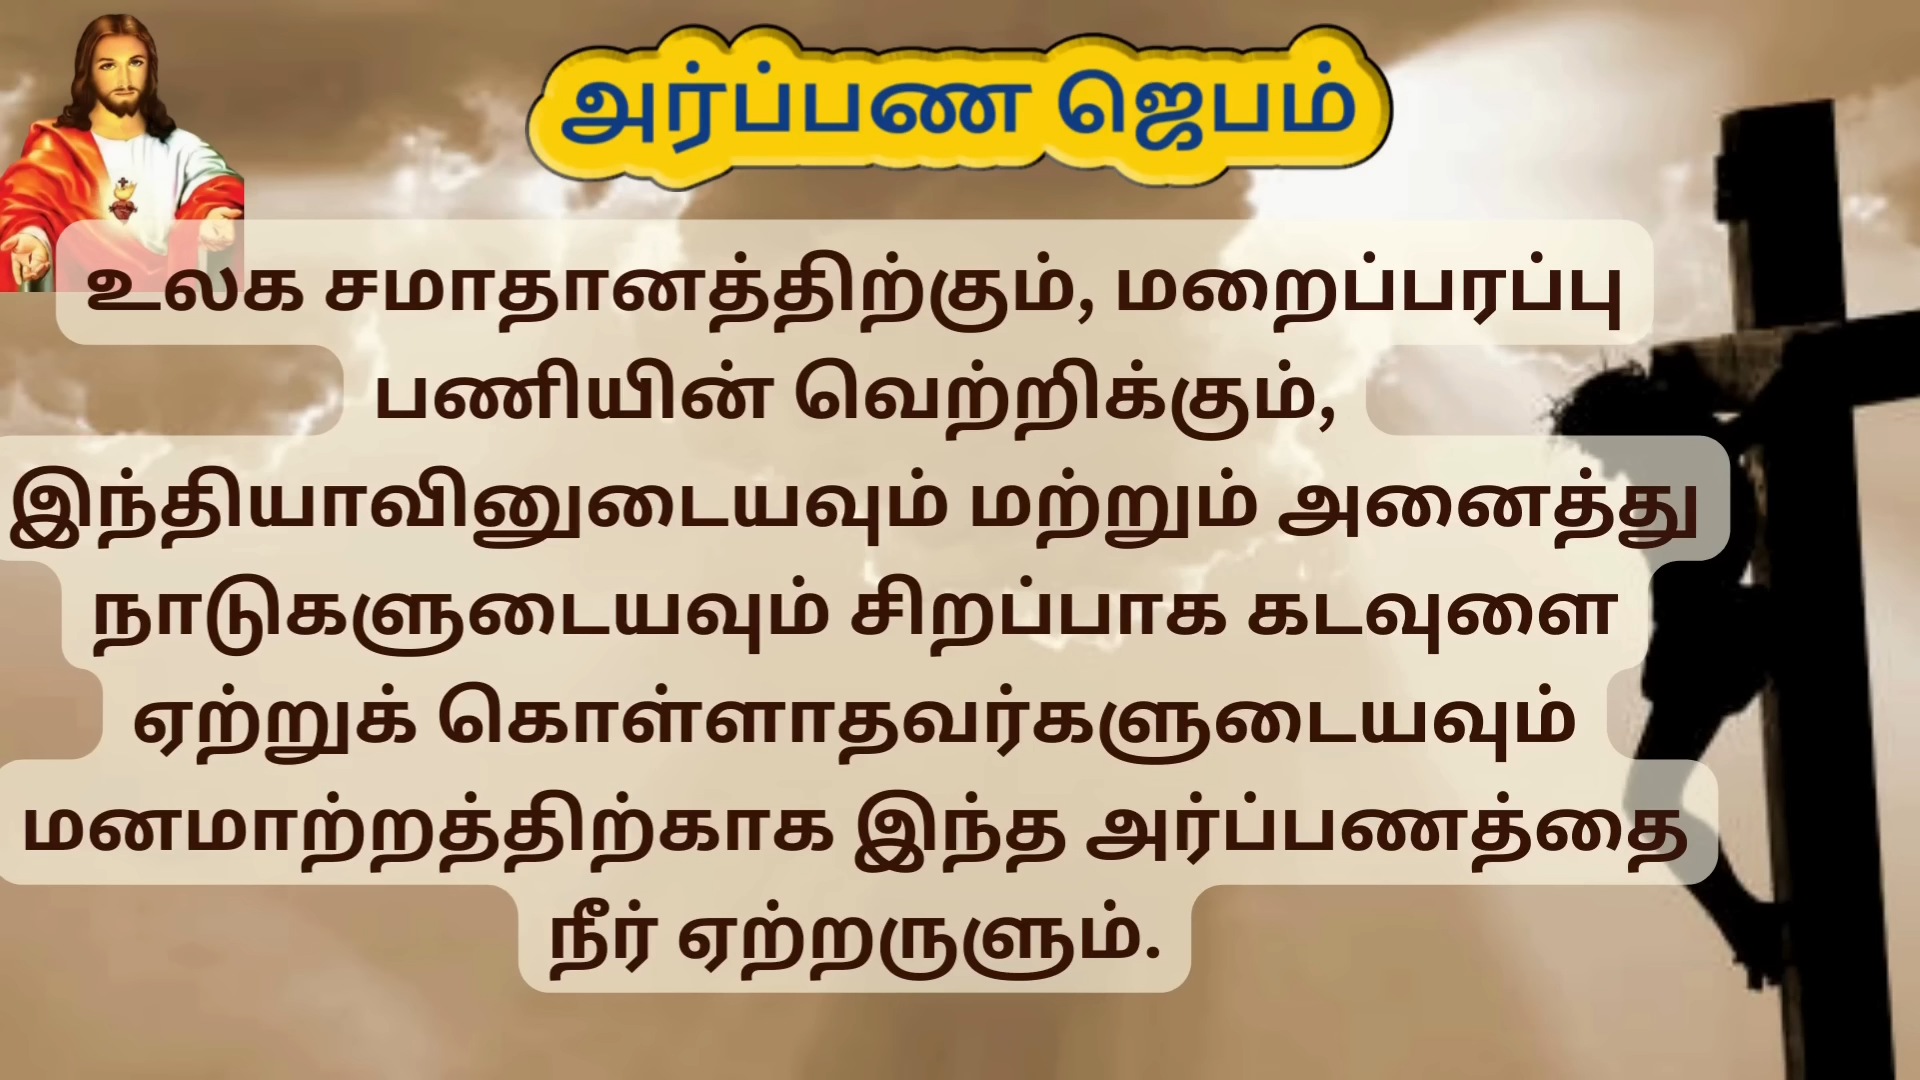 அர்ப்பண ஜெபம்
உலக சமாதானத்திற்கும், மறைப்பரப்பு
பணியின் வெற்றிக்கும்,
இந்தியாவினுடையவும் மற்றும் அனைத்து
நாடுகளுடையவும் சிறப்பாக கடவுளை
ஏற்றுக் கொள்ளாதவர்களுடையவும்
மனமாற்றத்திற்காக இந்த அர்ப்பணத்தை
நீர் ஏற்றருளும்.